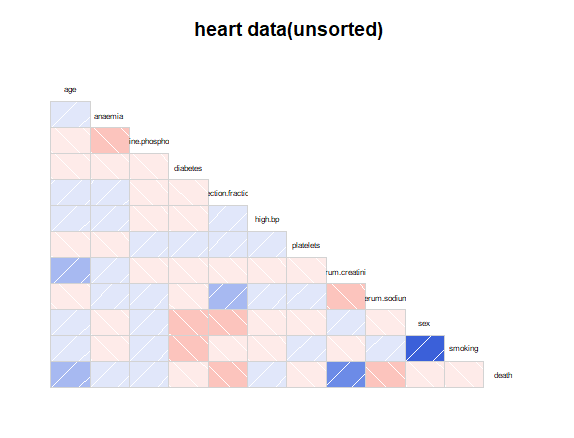 heart data(unsorted)
age
anaemia
ine.phospho
diabetes
ection.fractic
high.bp
platelets
rum.creatini
erum.sodiun
sex
smoking
death